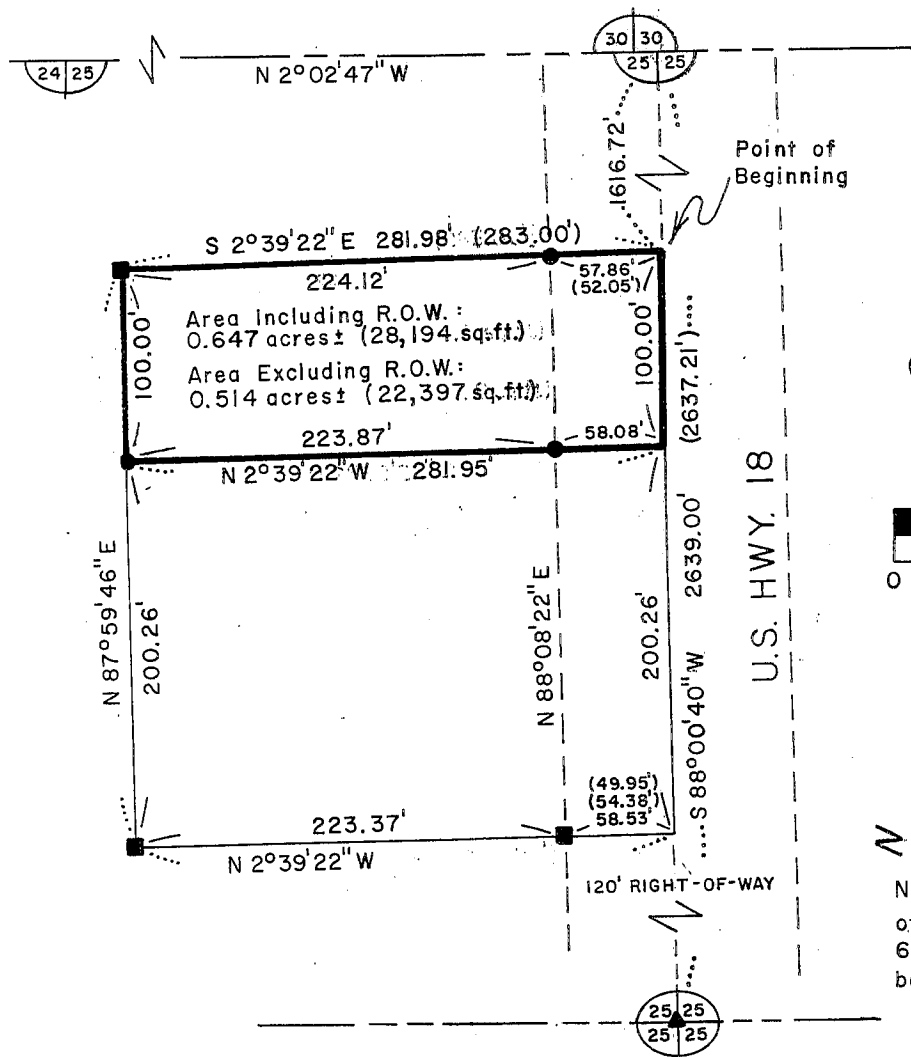 30 30
24 25
25 25
N 2°02'47" W
1616.72'
Point of
Beginning
S 2°39'22" E 281.98' (283.00')
224.12'
57.86'
(52.05')
Area Including R.O.W.:
0.647 acres± (28,194 sq.ft.)
Area Excluding R.O.W.:
0.514 acres± (22,397 sq.ft.)
100.00'
100.00'
(2637.21')
223.87'
58.08'
N 2°39'22" W 281.95'
U.S. HWY. 18
2639.00'
0
N 87°59'46" E
200.26'
N 88°08'22" E
200.26'
S 88°00'40" W
(49.95')
(54.38')
58.53'
223.37'
N 2°39'22" W
120' RIGHT-OF-WAY
N
N
6
25 25
25 25